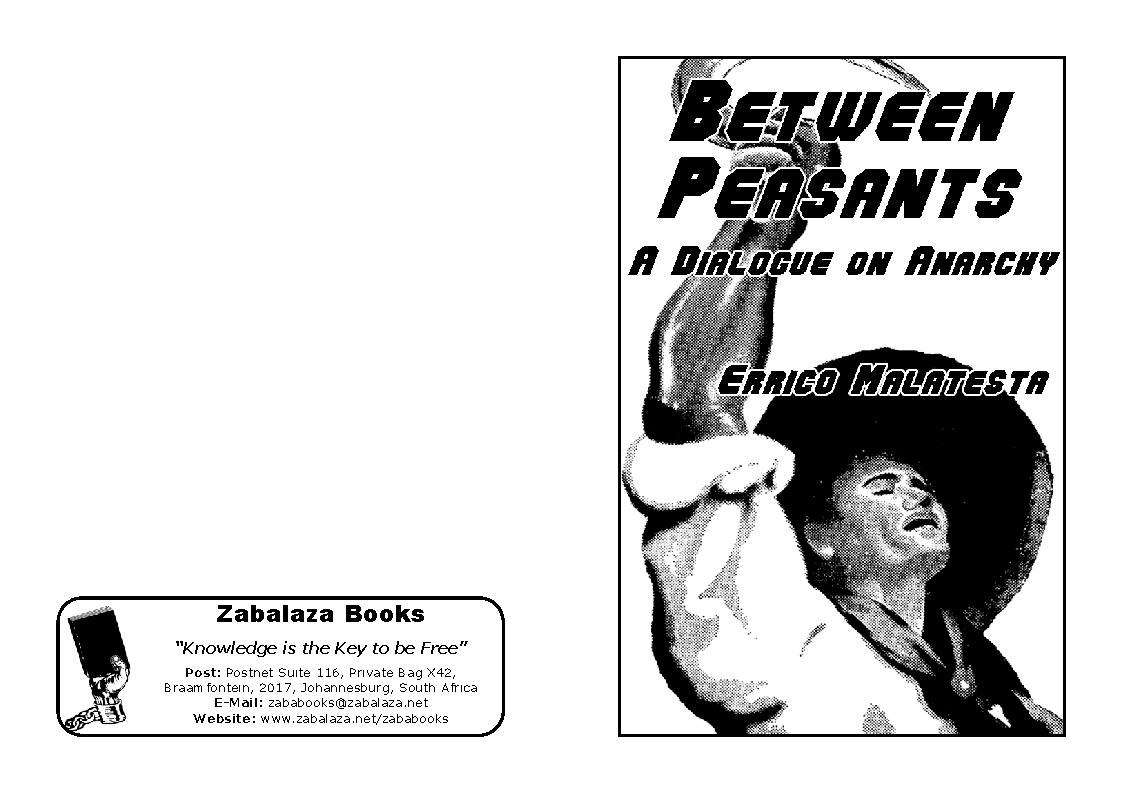 Between
Peasants
A Dialogue on Anarchy
Errico Malatesta
Zabalaza Books
"Knowledge is the Key to be Free"
Post: Postnet Suite 116, Private Bag X42,
Braamfontein, 2017, Johannesburg, South Africa
E-Mail: zababooks@zabalaza.net
Website: www.zabalaza.net/zababooks